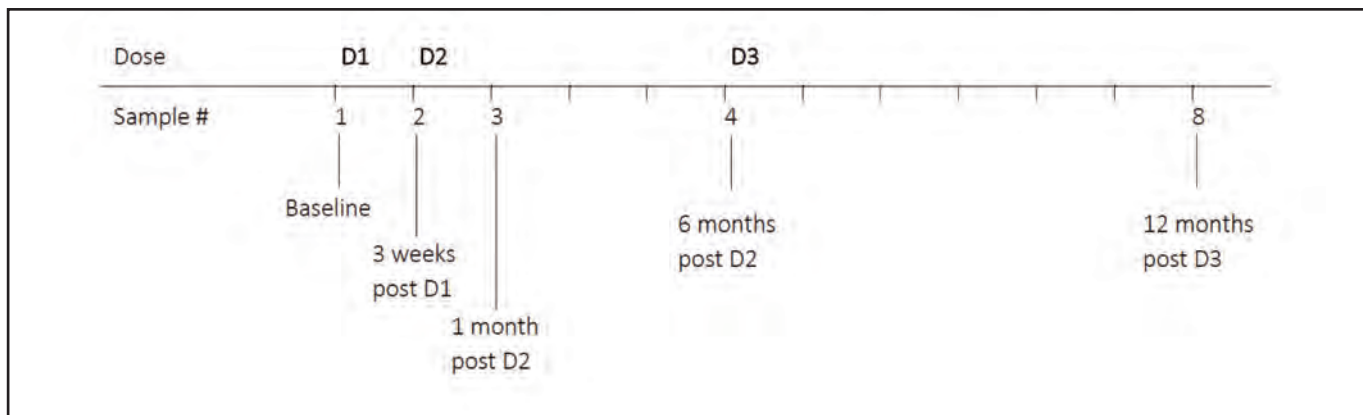 Dose D1 D2 D3
Sample # 1 2 3 4 8
Baseline
3 weeks
post D1
1 month
post D2
6 months
post D2
12 months
post D3